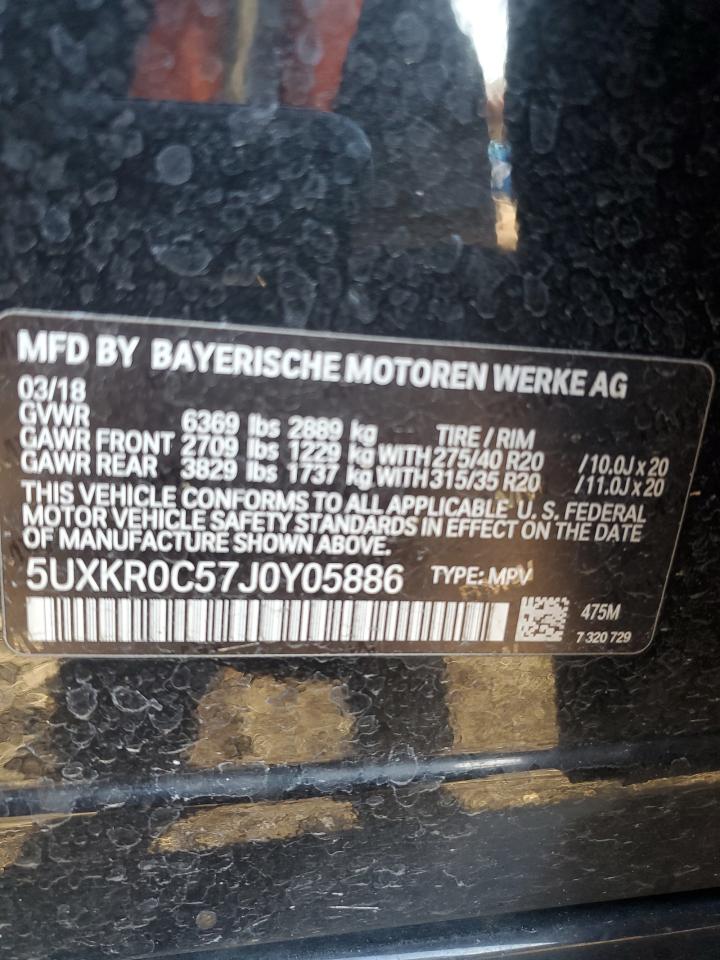 MFD BY BAYERISCHE MOTOREN WERKE AG
03/18
GVWR 6369 lbs 2889 kg TIRE / RIM
GAWR FRONT 2709 lbs 1229 kg WITH 275/40 R20 /10.0J x 20
GAWR REAR 3829 lbs 1737 kg WITH 315/35 R20 /11.0J x 20
THIS VEHICLE CONFORMS TO ALL APPLICABLE U.S. FEDERAL
MOTOR VEHICLE SAFETY STANDARDS IN EFFECT ON THE DATE
OF MANUFACTURE SHOWN ABOVE.
5UXKR0C57J0Y05886 TYPE: MPV
475M
7 320 729